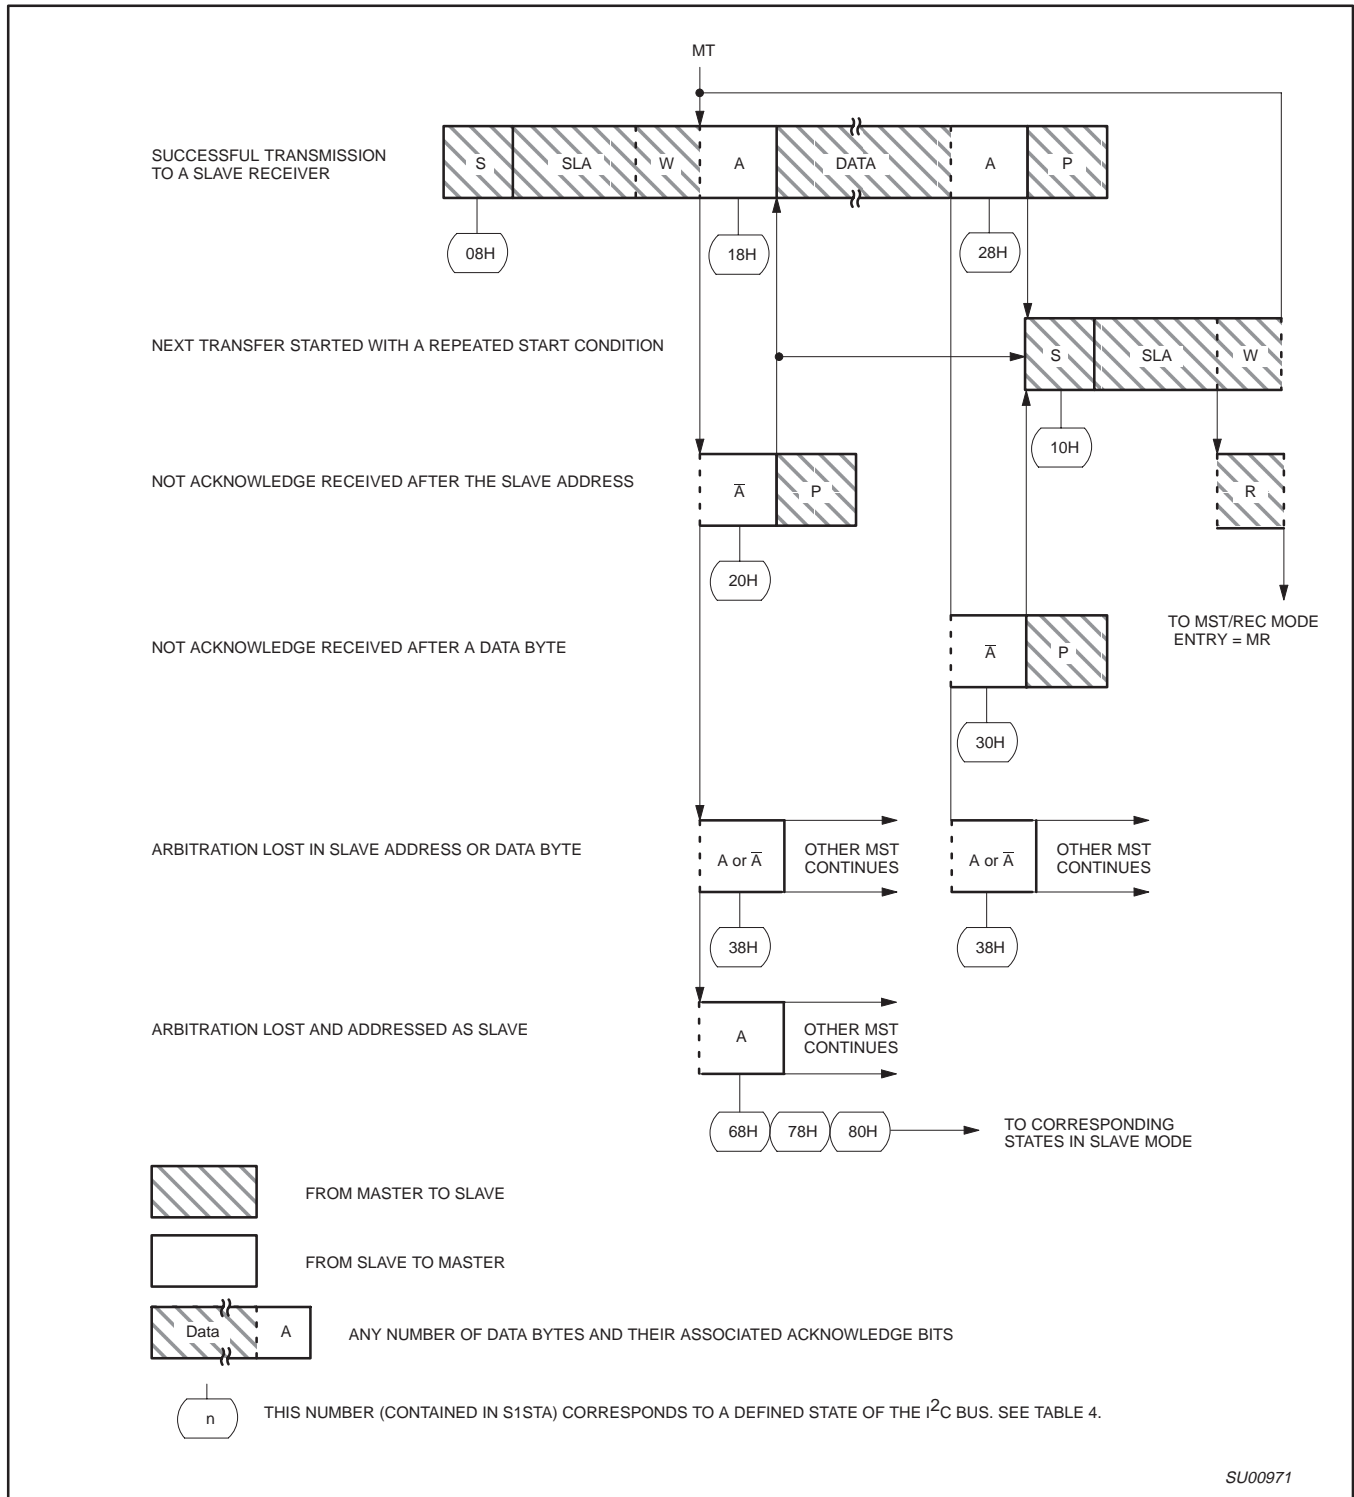 MT
SUCCESSFUL TRANSMISSION
TO A SLAVE RECEIVER
S SLA W A DATA A P
08H 18H 28H
NEXT TRANSFER STARTED WITH A REPEATED START CONDITION
S SLA W
10H
NOT ACKNOWLEDGE RECEIVED AFTER THE SLAVE ADDRESS
A̅ P
R
20H
TO MST/REC MODE
ENTRY = MR
NOT ACKNOWLEDGE RECEIVED AFTER A DATA BYTE
A̅ P
30H
ARBITRATION LOST IN SLAVE ADDRESS OR DATA BYTE
A or A̅
OTHER MST
CONTINUES
A or A̅
OTHER MST
CONTINUES
38H 38H
ARBITRATION LOST AND ADDRESSED AS SLAVE
A
OTHER MST
CONTINUES
68H 78H 80H
TO CORRESPONDING
STATES IN SLAVE MODE
FROM MASTER TO SLAVE
FROM SLAVE TO MASTER
Data A
ANY NUMBER OF DATA BYTES AND THEIR ASSOCIATED ACKNOWLEDGE BITS
n
THIS NUMBER (CONTAINED IN S1STA) CORRESPONDS TO A DEFINED STATE OF THE I²C BUS. SEE TABLE 4.
SU00971